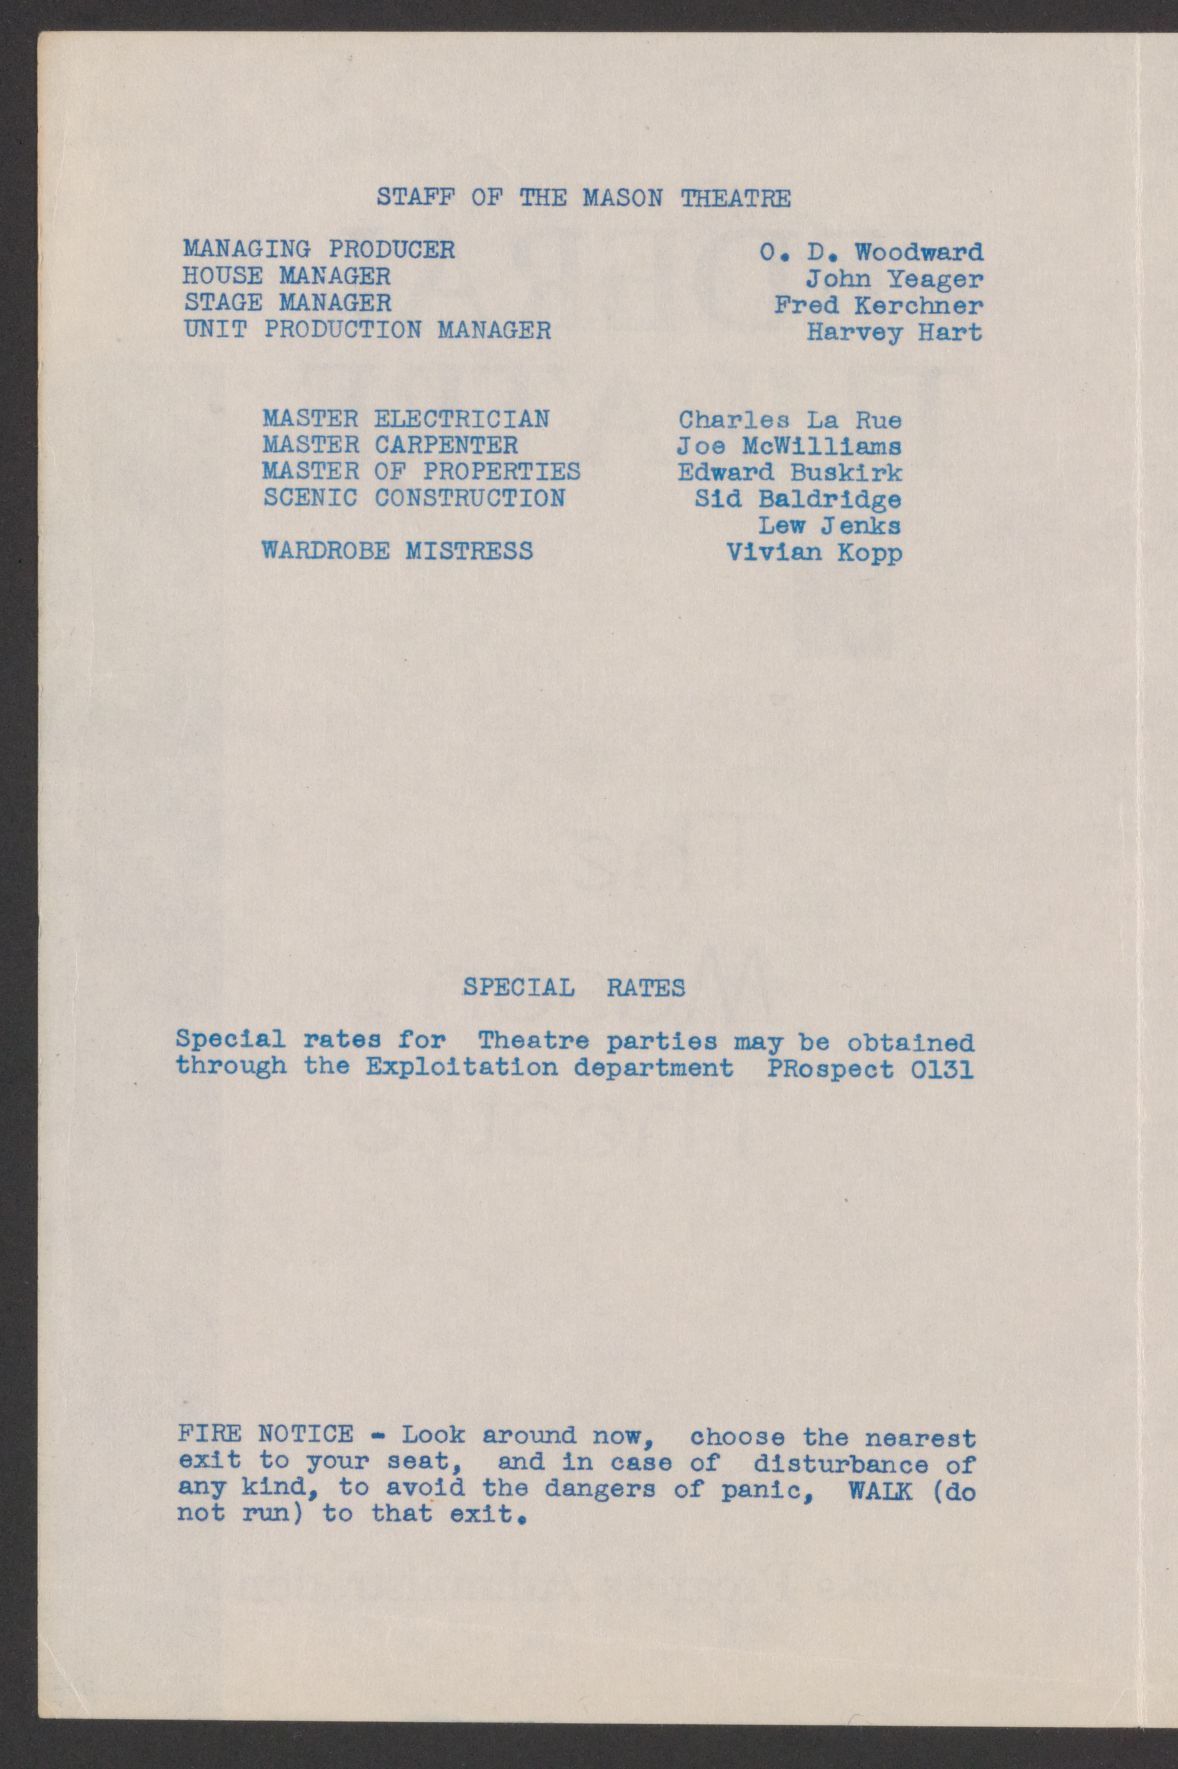 STAFF OF THE MASON THEATRE
MANAGING PRODUCER O. D. Woodward
HOUSE MANAGER John Yeager
STAGE MANAGER Fred Kerchner
UNIT PRODUCTION MANAGER Harvey Hart
MASTER ELECTRICIAN Charles La Rue
MASTER CARPENTER Joe McWilliams
MASTER OF PROPERTIES Edward Buskirk
SCENIC CONSTRUCTION Sid Baldridge
Lew Jenks
WARDROBE MISTRESS Vivian Kopp
SPECIAL RATES
Special rates for Theatre parties may be obtained
through the Exploitation department PRospect 0131
FIRE NOTICE - Look around now, choose the nearest
exit to your seat, and in case of disturbance of
any kind, to avoid the dangers of panic, WALK (do
not run) to that exit.